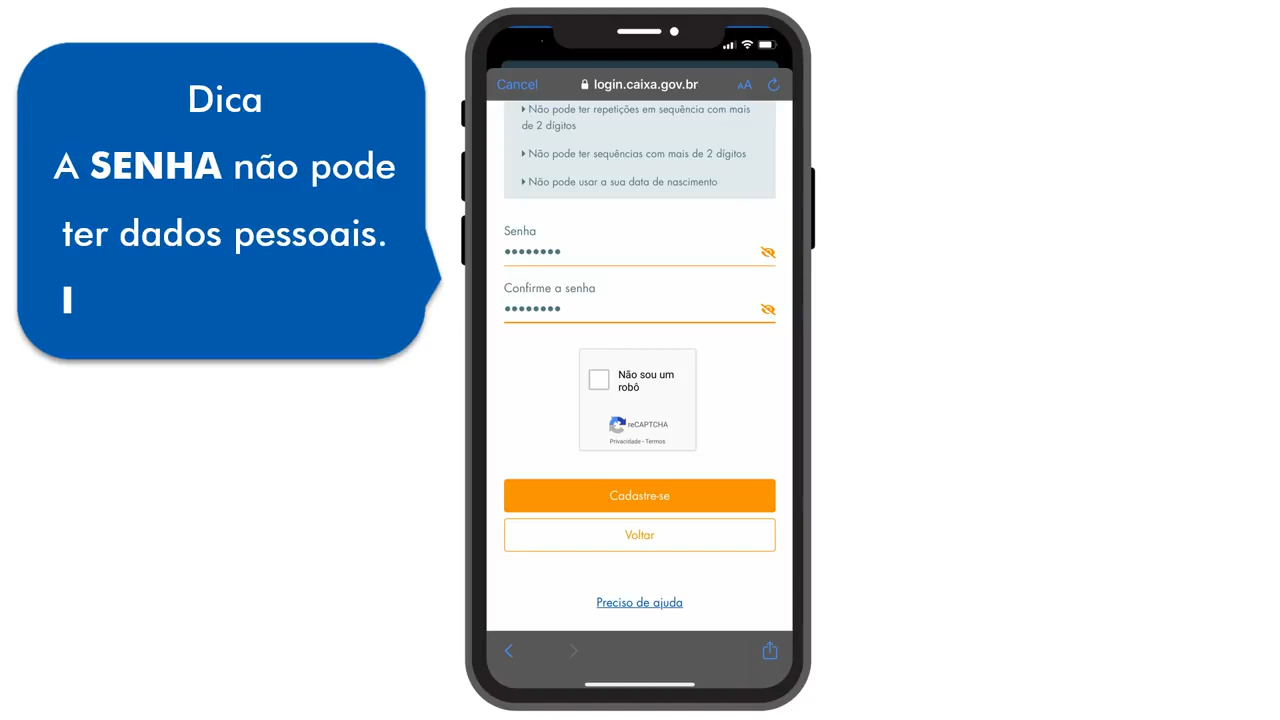 Dica
A SENHA não pode
ter dados pessoais.
I
Cancel
login.caixa.gov.br
AA
Não pode ter repetições em sequência com mais
de 2 dígitos
Não pode ter sequências com mais de 2 dígitos
Não pode usar a sua data de nascimento
Senha
••••••••
Confirme a senha
••••••••
Não sou um
robô
reCAPTCHA
Privacidade - Termos
Cadastre-se
Voltar
Preciso de ajuda